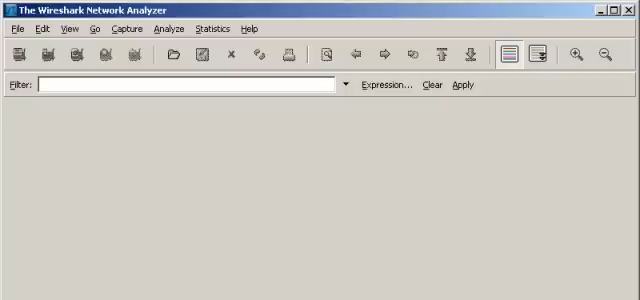 The Wireshark Network Analyzer
File Edit View Go Capture Analyze Statistics Help
Filter: Expression... Clear Apply